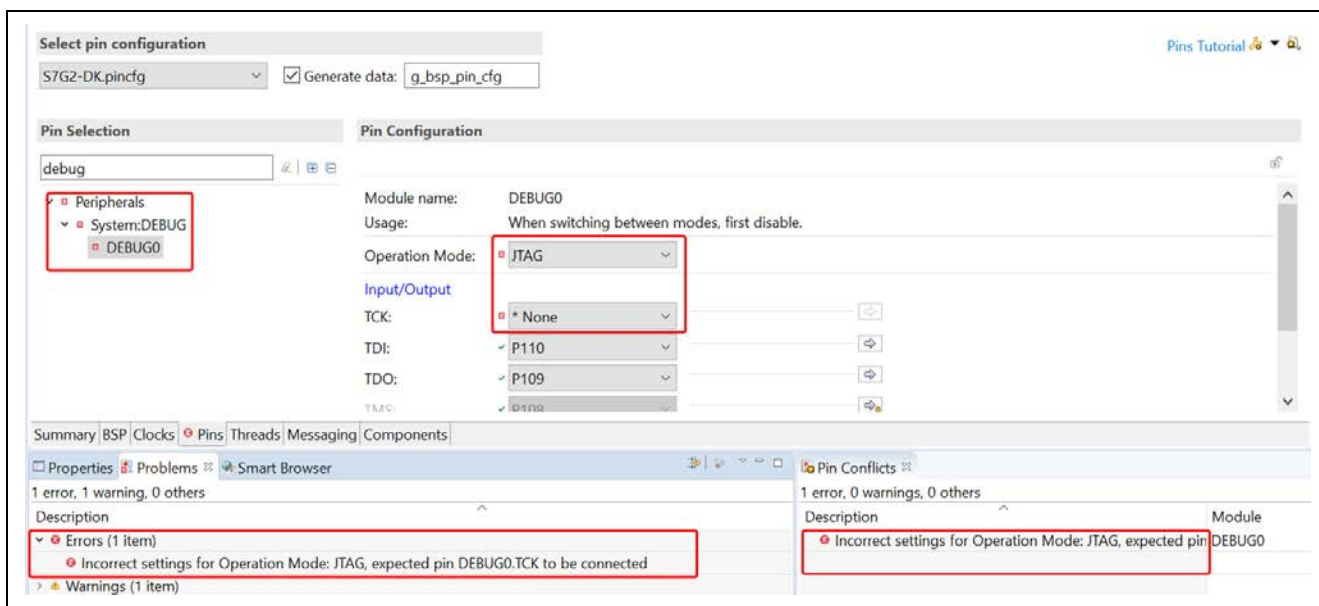 Select pin configuration
Pins Tutorial
S7G2-DK.pincfg
Generate data: g_bsp_pin_cfg
Pin Selection
Pin Configuration
debug
Peripherals
System:DEBUG
DEBUG0
Module name: DEBUG0
Usage: When switching between modes, first disable.
Operation Mode: JTAG
Input/Output
TCK: * None
TDI: P110
TDO: P109
TMS: P108
Summary BSP Clocks Pins Threads Messaging Components
Properties Problems Smart Browser
1 error, 1 warning, 0 others
Description
Errors (1 item)
Incorrect settings for Operation Mode: JTAG, expected pin DEBUG0.TCK to be connected
Warnings (1 item)
Pin Conflicts
1 error, 0 warnings, 0 others
Description Module
Incorrect settings for Operation Mode: JTAG, expected pin DEBUG0